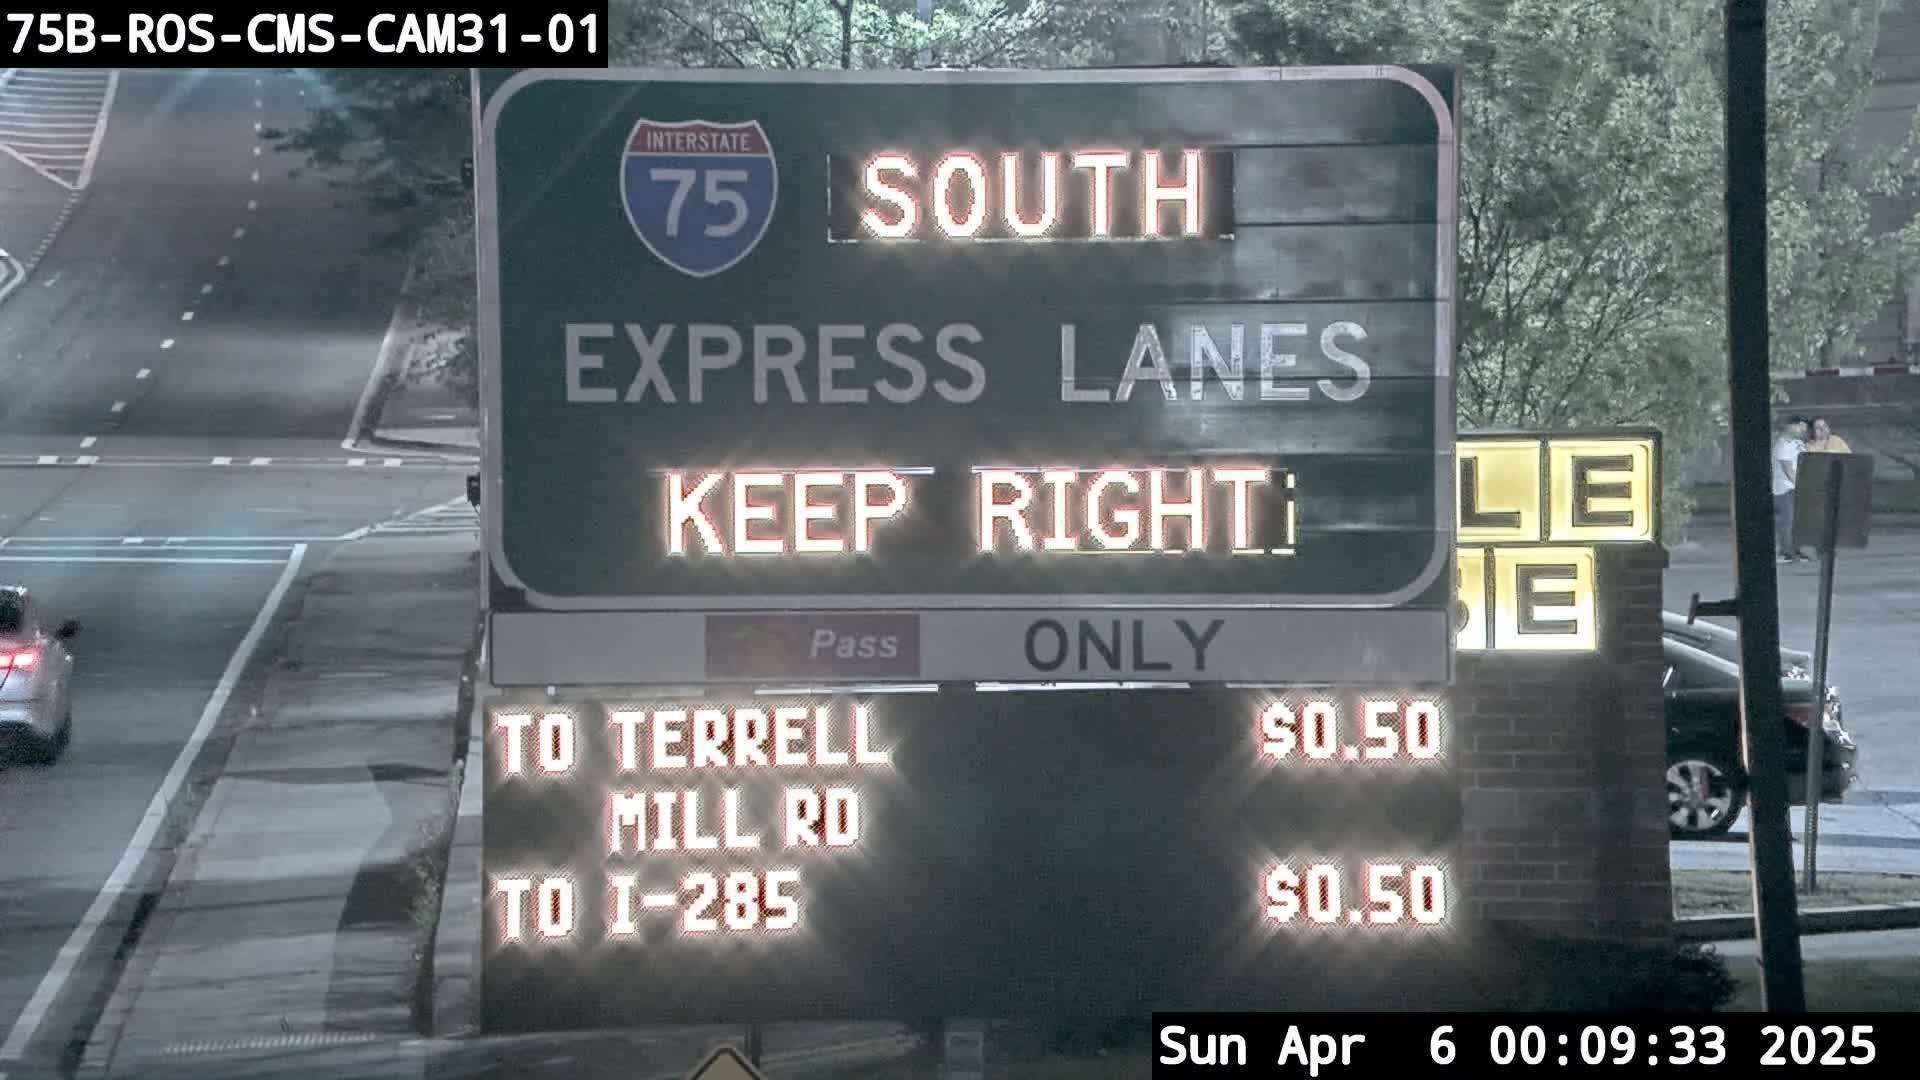 75B-ROS-CMS-CAM31-01
INTERSTATE
75
SOUTH
EXPRESS LANES
KEEP RIGHT
Pass ONLY
TO TERRELL $0.50
MILL RD
TO I-285 $0.50
LE
E
Sun Apr 6 00:09:33 2025